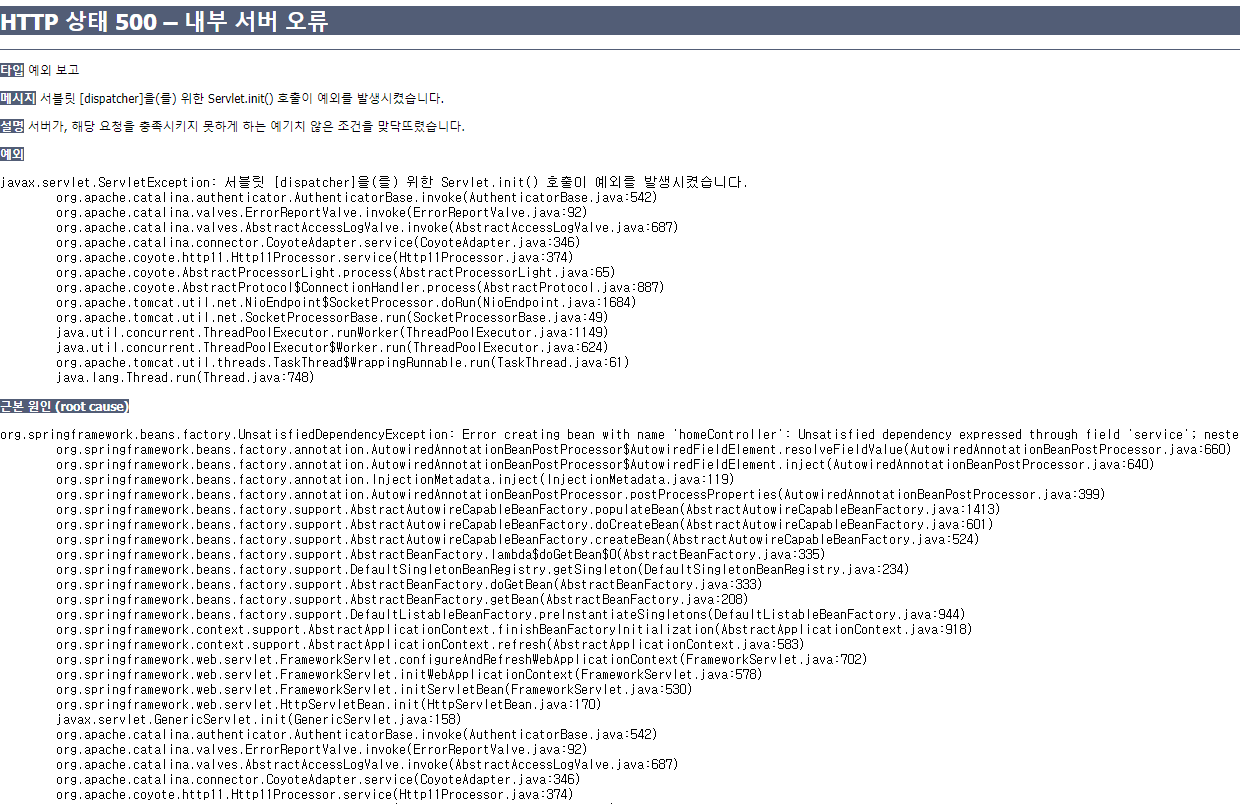 HTTP 상태 500 – 내부 서버 오류
타입 예외 보고
메시지 서블릿 [dispatcher]을(를) 위한 Servlet.init() 호출이 예외를 발생시켰습니다.
설명 서버가, 해당 요청을 충족시키지 못하게 하는 예기치 않은 조건을 맞닥뜨렸습니다.
예외
javax.servlet.ServletException: 서블릿 [dispatcher]을(를) 위한 Servlet.init() 호출이 예외를 발생시켰습니다.
org.apache.catalina.authenticator.AuthenticatorBase.invoke(AuthenticatorBase.java:542)
org.apache.catalina.valves.ErrorReportValve.invoke(ErrorReportValve.java:92)
org.apache.catalina.valves.AbstractAccessLogValve.invoke(AbstractAccessLogValve.java:687)
org.apache.catalina.connector.CoyoteAdapter.service(CoyoteAdapter.java:346)
org.apache.coyote.http11.Http11Processor.service(Http11Processor.java:374)
org.apache.coyote.AbstractProcessorLight.process(AbstractProcessorLight.java:65)
org.apache.coyote.AbstractProtocol$ConnectionHandler.process(AbstractProtocol.java:887)
org.apache.tomcat.util.net.NioEndpoint$SocketProcessor.doRun(NioEndpoint.java:1684)
org.apache.tomcat.util.net.SocketProcessorBase.run(SocketProcessorBase.java:49)
java.util.concurrent.ThreadPoolExecutor.runWorker(ThreadPoolExecutor.java:1149)
java.util.concurrent.ThreadPoolExecutor$Worker.run(ThreadPoolExecutor.java:624)
org.apache.tomcat.util.threads.TaskThread$WrappingRunnable.run(TaskThread.java:61)
java.lang.Thread.run(Thread.java:748)
근본 원인 (root cause)
org.springframework.beans.factory.UnsatisfiedDependencyException: Error creating bean with name 'homeController': Unsatisfied dependency expressed through field 'service'; neste
org.springframework.beans.factory.annotation.AutowiredAnnotationBeanPostProcessor$AutowiredFieldElement.resolveFieldValue(AutowiredAnnotationBeanPostProcessor.java:660)
org.springframework.beans.factory.annotation.AutowiredAnnotationBeanPostProcessor$AutowiredFieldElement.inject(AutowiredAnnotationBeanPostProcessor.java:640)
org.springframework.beans.factory.annotation.InjectionMetadata.inject(InjectionMetadata.java:119)
org.springframework.beans.factory.annotation.AutowiredAnnotationBeanPostProcessor.postProcessProperties(AutowiredAnnotationBeanPostProcessor.java:399)
org.springframework.beans.factory.support.AbstractAutowireCapableBeanFactory.populateBean(AbstractAutowireCapableBeanFactory.java:1413)
org.springframework.beans.factory.support.AbstractAutowireCapableBeanFactory.doCreateBean(AbstractAutowireCapableBeanFactory.java:601)
org.springframework.beans.factory.support.AbstractAutowireCapableBeanFactory.createBean(AbstractAutowireCapableBeanFactory.java:524)
org.springframework.beans.factory.support.AbstractBeanFactory.lambda$doGetBean$0(AbstractBeanFactory.java:335)
org.springframework.beans.factory.support.DefaultSingletonBeanRegistry.getSingleton(DefaultSingletonBeanRegistry.java:234)
org.springframework.beans.factory.support.AbstractBeanFactory.doGetBean(AbstractBeanFactory.java:333)
org.springframework.beans.factory.support.AbstractBeanFactory.getBean(AbstractBeanFactory.java:208)
org.springframework.beans.factory.support.DefaultListableBeanFactory.preInstantiateSingletons(DefaultListableBeanFactory.java:944)
org.springframework.context.support.AbstractApplicationContext.finishBeanFactoryInitialization(AbstractApplicationContext.java:918)
org.springframework.context.support.AbstractApplicationContext.refresh(AbstractApplicationContext.java:583)
org.springframework.web.servlet.FrameworkServlet.configureAndRefreshWebApplicationContext(FrameworkServlet.java:702)
org.springframework.web.servlet.FrameworkServlet.initWebApplicationContext(FrameworkServlet.java:578)
org.springframework.web.servlet.FrameworkServlet.initServletBean(FrameworkServlet.java:530)
org.springframework.web.servlet.HttpServletBean.init(HttpServletBean.java:170)
javax.servlet.GenericServlet.init(GenericServlet.java:158)
org.apache.catalina.authenticator.AuthenticatorBase.invoke(AuthenticatorBase.java:542)
org.apache.catalina.valves.ErrorReportValve.invoke(ErrorReportValve.java:92)
org.apache.catalina.valves.AbstractAccessLogValve.invoke(AbstractAccessLogValve.java:687)
org.apache.catalina.connector.CoyoteAdapter.service(CoyoteAdapter.java:346)
org.apache.coyote.http11.Http11Processor.service(Http11Processor.java:374)